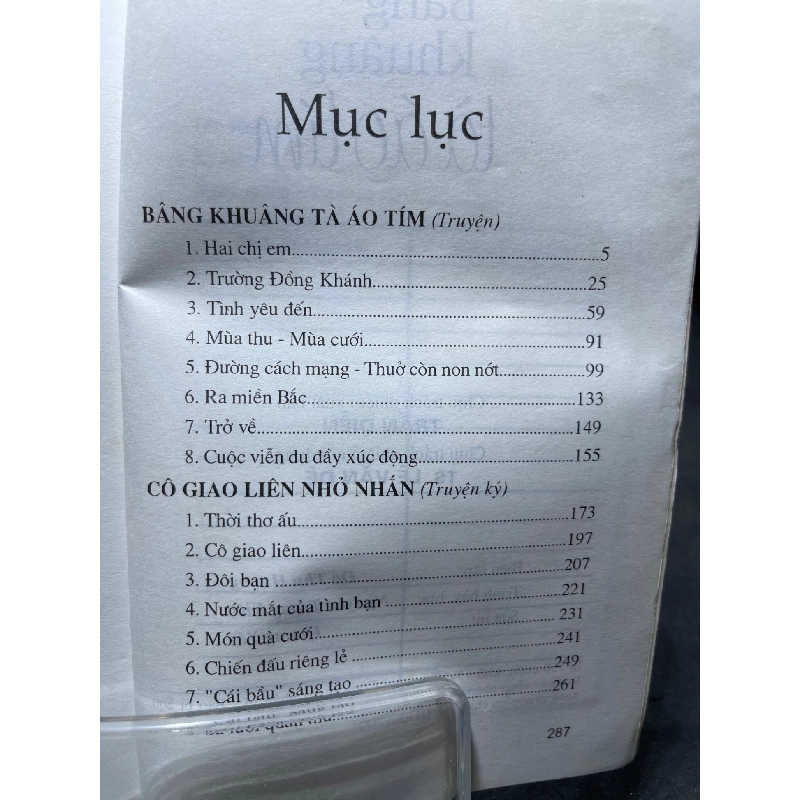 Mục lục
BÂNG KHUÂNG TÀ ÁO TÍM (Truyện)
1. Hai chị em....................5
2. Trường Đồng Khánh....................25
3. Tình yêu đến....................59
4. Mùa thu - Mùa cưới....................91
5. Đường cách mạng - Thuở còn non nớt....................99
6. Ra miền Bắc....................133
7. Trở về....................149
8. Cuộc viễn du đầy xúc động....................155
CÔ GIAO LIÊN NHỎ NHẮN (Truyện ký)
1. Thời thơ ấu....................173
2. Cô giao liên....................197
3. Đôi bạn....................207
4. Nước mắt của tình bạn....................221
5. Món quà cưới....................231
6. Chiến đấu riêng lẻ....................241
7. "Cái bầu" sáng tạo....................249
261
287